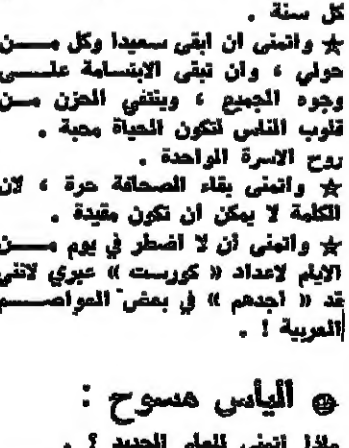 كل سنة .
☆ واتمنى ان ابقى سعيدا وكل من
حولي ، وان تبقى الابتسامة على
وجوه الجميع ، وينتفي الحزن من
قلوب الناس لتكون الحياة محبة .
روح الاسرة الواحدة .
☆ واتمنى بقاء الصحافة حرة ، لان
الكلمة لا يمكن أن تكون مقيدة .
☆ واتمنى أن لا اضطر في يوم من
الايام لاعداد « كورست » عبري لانني
قد « اجدهم » في بعض العواصم
العربية ! .
الياس مسوح :
ماذا اتمنى للعام الجديد ؟ .